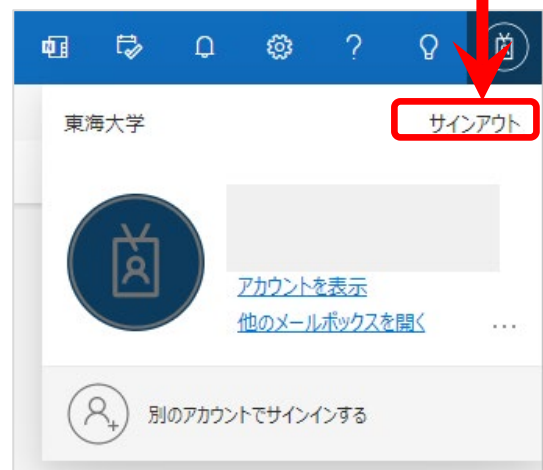 東海大学
サインアウト
アカウントを表示
他のメールボックスを開く
...
別のアカウントでサインインする